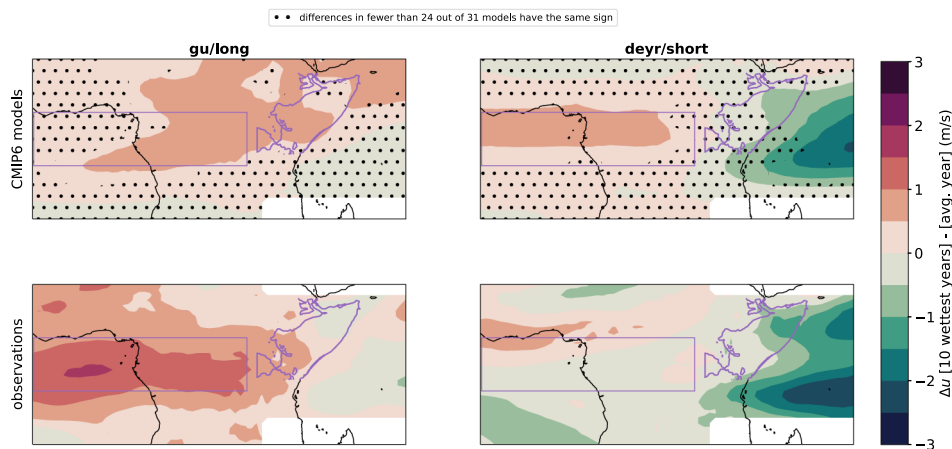 differences in fewer than 24 out of 31 models have the same sign
gu/long
deyr/short
CMIP6 models
observations
3
2
1
0
−1
−2
−3
Δu [10 wettest years] - [avg. year] (m/s)